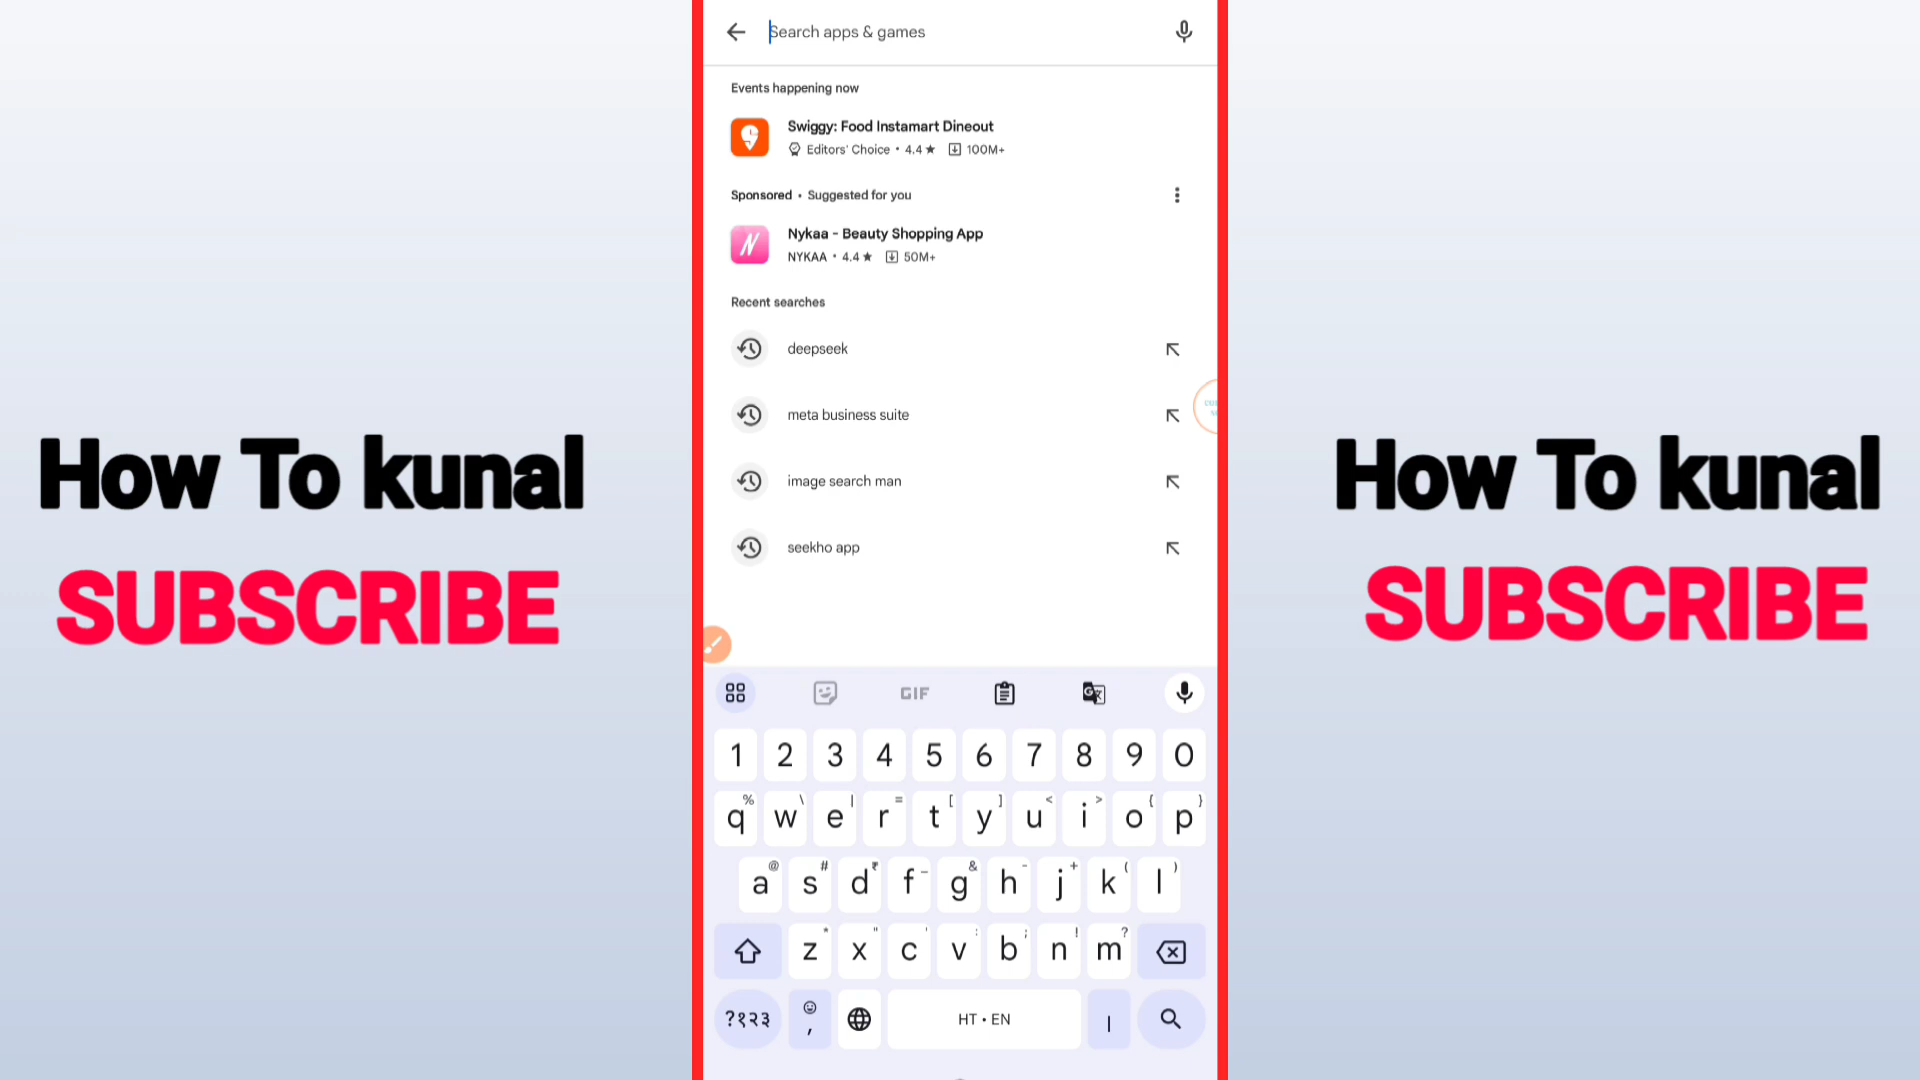 Search apps & games
Events happening now
Swiggy: Food Instamart Dineout
Editors' Choice • 4.4 ★ 100M+
Sponsored • Suggested for you
Nykaa - Beauty Shopping App
NYKAA • 4.4 ★ 50M+
Recent searches
deepseek
meta business suite
image search man
seekho app
How To kunal
SUBSCRIBE
How To kunal
SUBSCRIBE
GIF
1 2 3 4 5 6 7 8 9 0
% \ | = [ ] < > { }
q w e r t y u i o p
@ # ₹ _ & - + ( )
a s d f g h j k l
* " ' : ; ! ?
z x c v b n m
?१२३ , HT • EN |